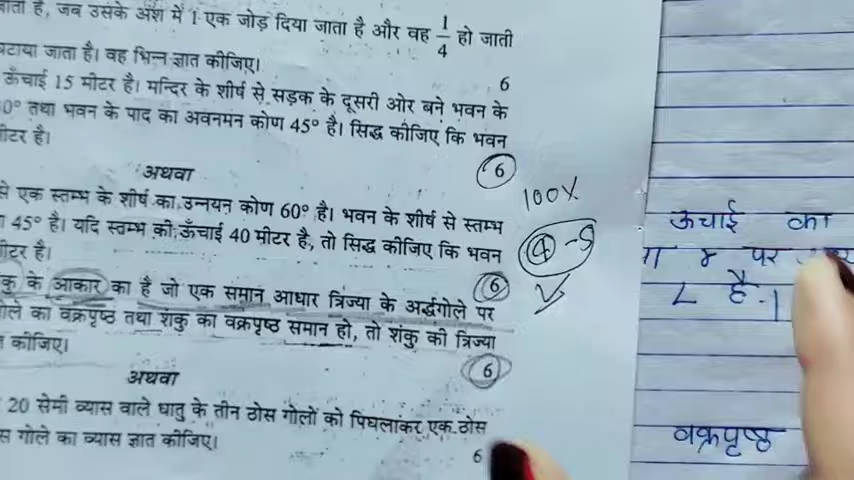 जब उसके अंश में 1 एक जोड़ दिया जाता है और वह 1/4 हो जाती
घटाया जाता है। वह भिन्न ज्ञात कीजिए।
6
ऊँचाई 15 मीटर है। मन्दिर के शीर्ष से सड़क के दूसरी ओर बने भवन के
0° तथा भवन के पाद का अवनमन कोण 45° है। सिद्ध कीजिए कि भवन
मीटर है।
6
अथवा
से एक स्तम्भ के शीर्ष का उन्नयन कोण 60° है। भवन के शीर्ष से स्तम्भ
45° है। यदि स्तम्भ की ऊँचाई 40 मीटर है, तो सिद्ध कीजिए कि भवन
मीटर है।
6
के आकार का है जो एक समान आधार त्रिज्या के अर्द्धगोले पर
गोले का वक्रपृष्ठ तथा शंकु का वक्रपृष्ठ समान हो, तो शंकु की त्रिज्या
कीजिए।
6
अथवा
20 सेमी व्यास वाले धातु के तीन ठोस गोलों को पिघलाकर एक ठोस
गोले का व्यास ज्ञात कीजिए।
6
100%
4
ऊचाई का
पर
है।
वक्रपृष्ठ